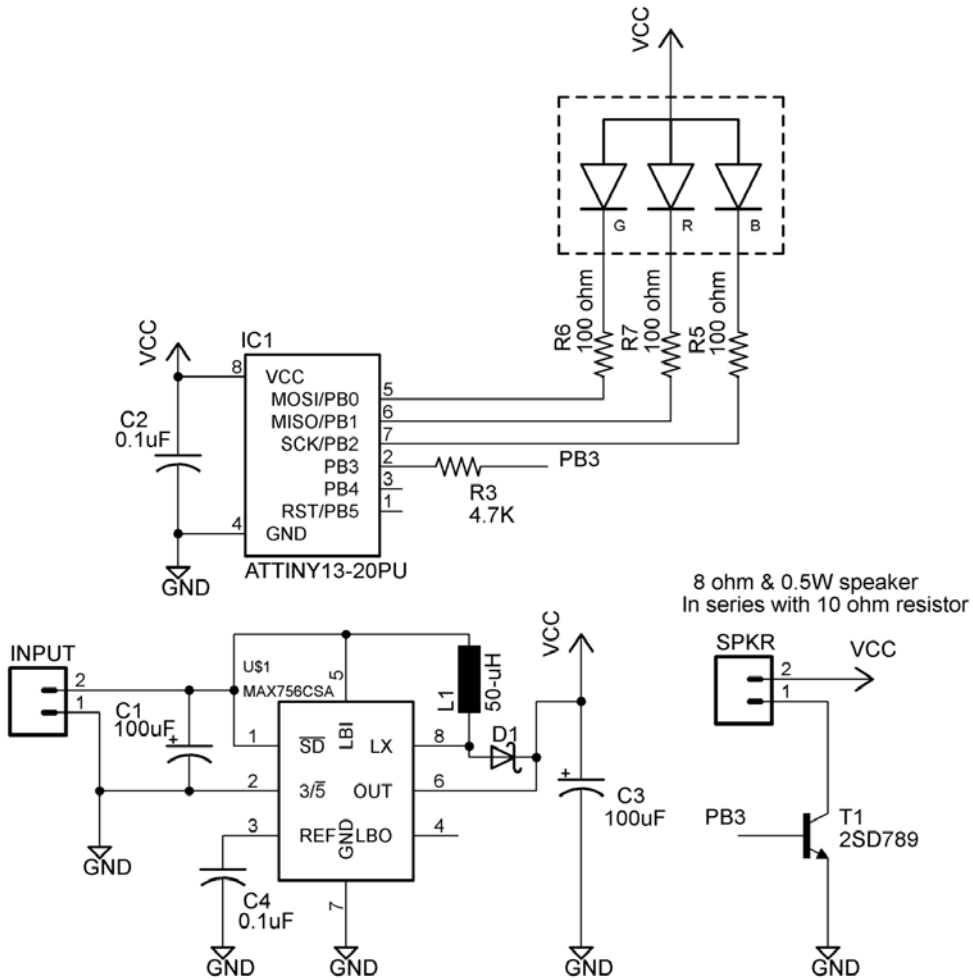 VCC
G
R
B
R6
100 ohm
R7
100 ohm
R5
100 ohm
VCC
IC1
8
VCC
MOSI/PB0
5
MISO/PB1
6
SCK/PB2
7
PB3
2
PB3
PB4
3
RST/PB5
1
4
GND
C2
0.1uF
R3
4.7K
GND
ATTINY13-20PU
8 ohm & 0.5W speaker
In series with 10 ohm resistor
INPUT
2
1
U$1
MAX756CSA
C1
100uF
+
5
L1
50-uH
VCC
SPKR
2
1
VCC
1
SD
LBI
LX
8
D1
2
3/5
OUT
6
3
REF
GND
LBO
4
+
C3
100uF
PB3
T1
2SD789
GND
C4
0.1uF
7
GND
GND
GND
GND